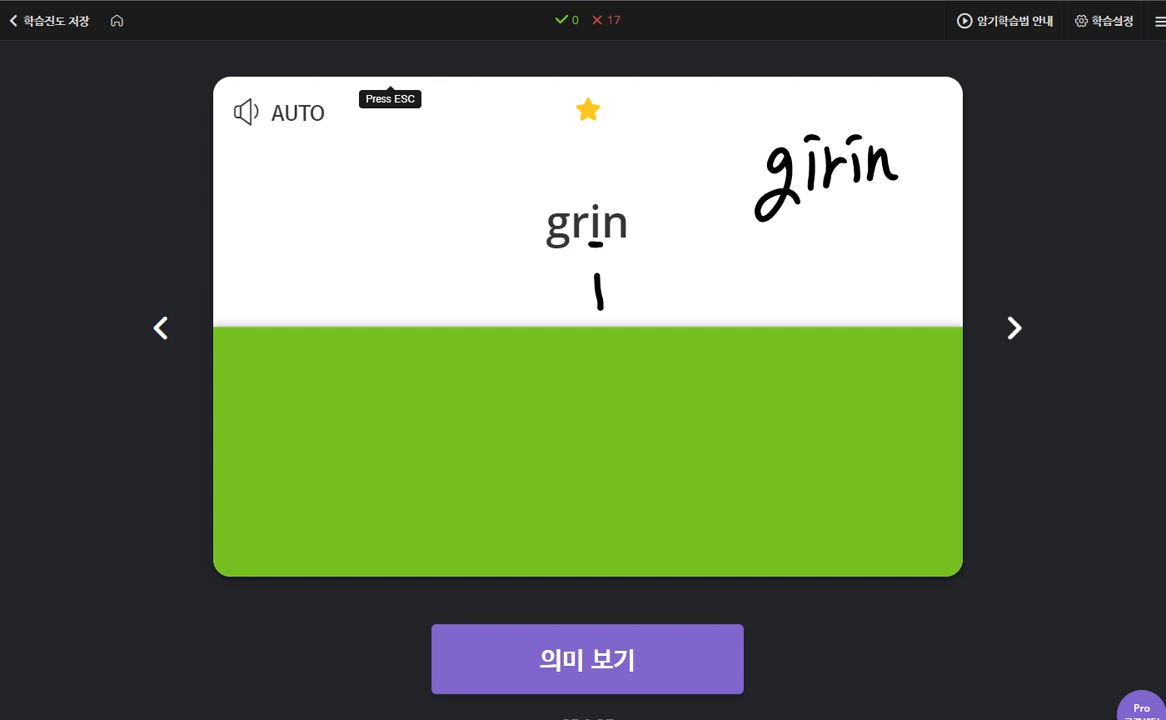 학습진도 저장
0 17
암기학습법 안내
학습설정
Press ESC
AUTO
girin
grin
ı
의미 보기
Pro